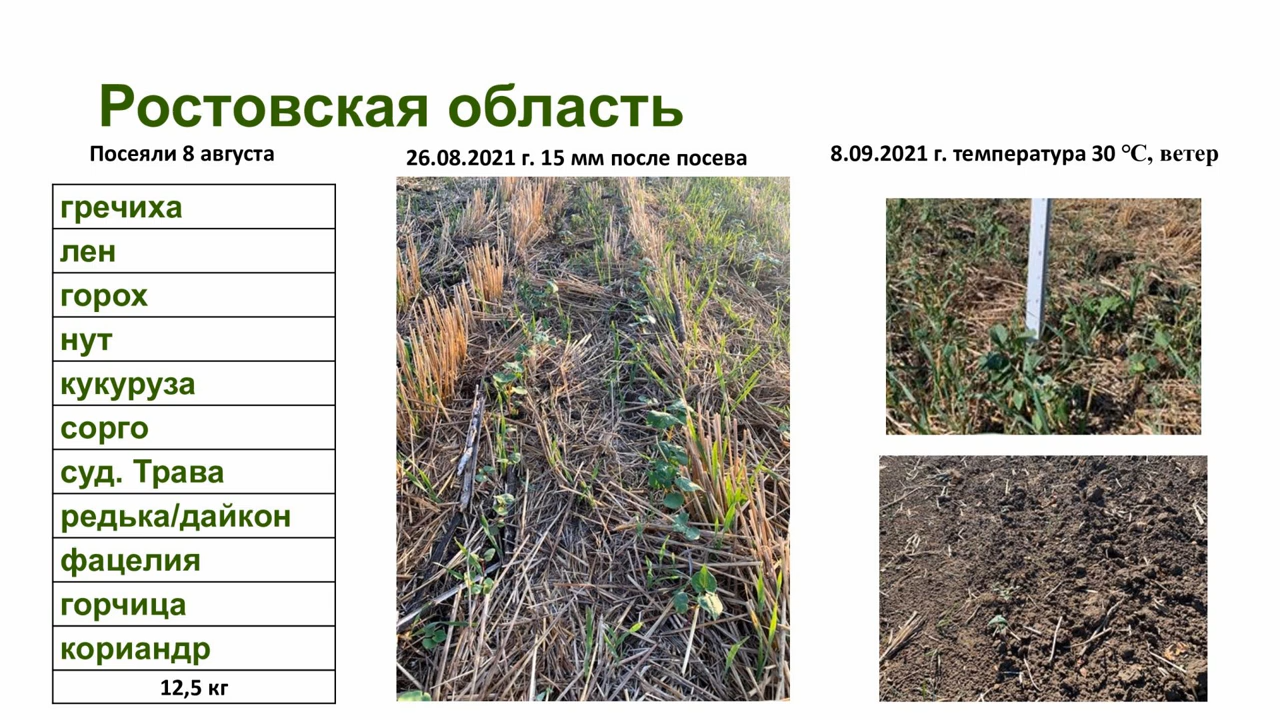 Ростовская область
Посеяли 8 августа
гречиха
лен
горох
нут
кукуруза
сорго
суд. Трава
редька/дайкон
фацелия
горчица
кориандр
12,5 кг
26.08.2021 г. 15 мм после посева
8.09.2021 г. температура 30 °С, ветер